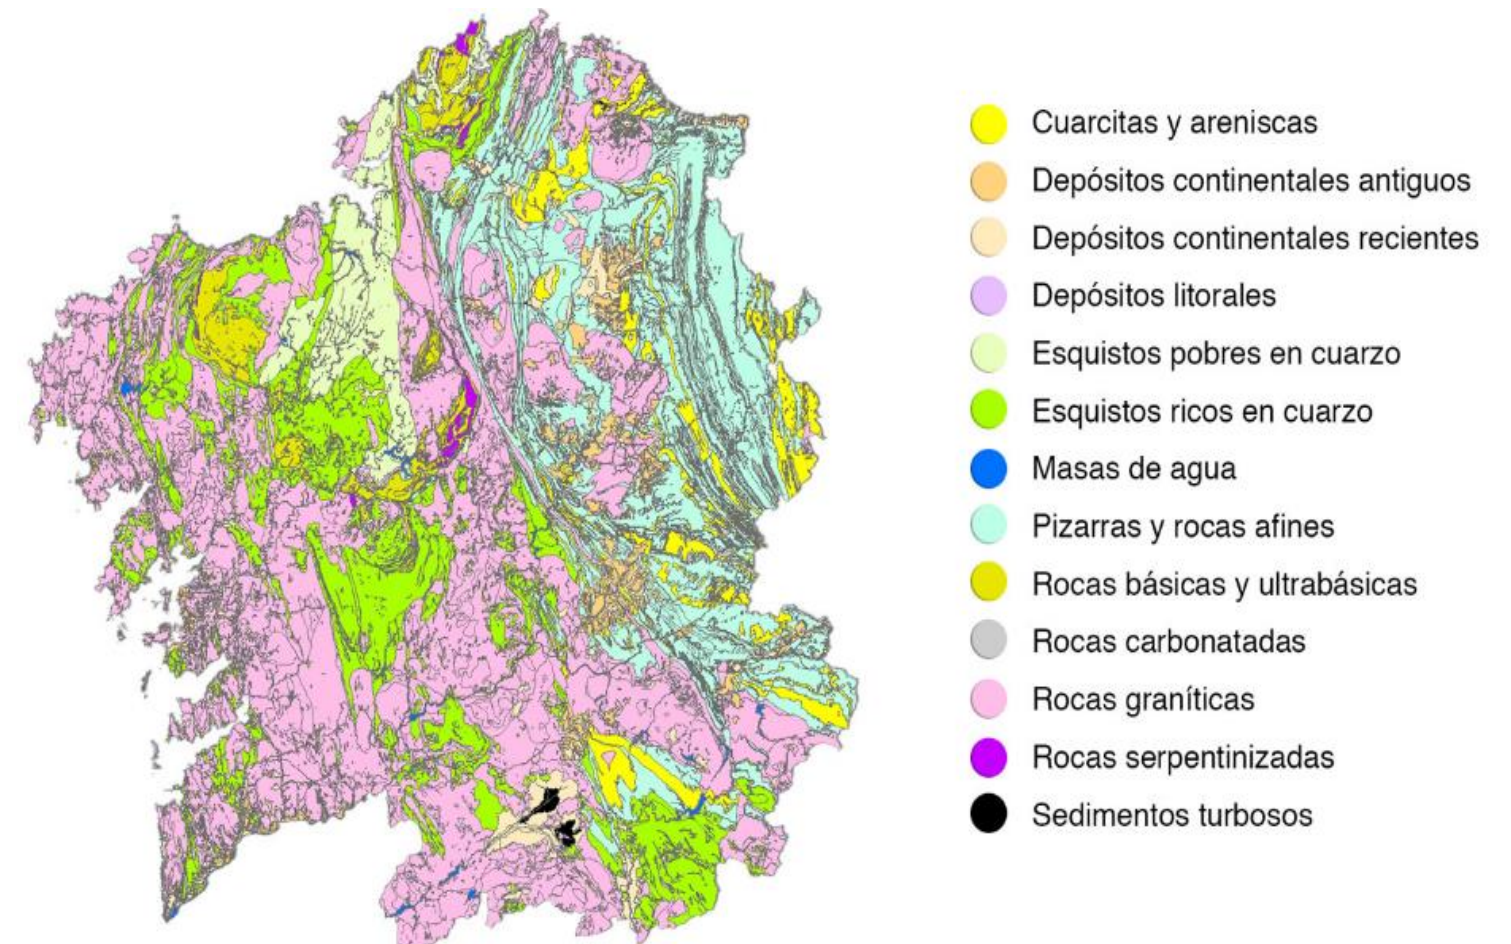 Cuarcitas y areniscas
Depósitos continentales antiguos
Depósitos continentales recientes
Depósitos litorales
Esquistos pobres en cuarzo
Esquistos ricos en cuarzo
Masas de agua
Pizarras y rocas afines
Rocas básicas y ultrabásicas
Rocas carbonatadas
Rocas graníticas
Rocas serpentinizadas
Sedimentos turbosos